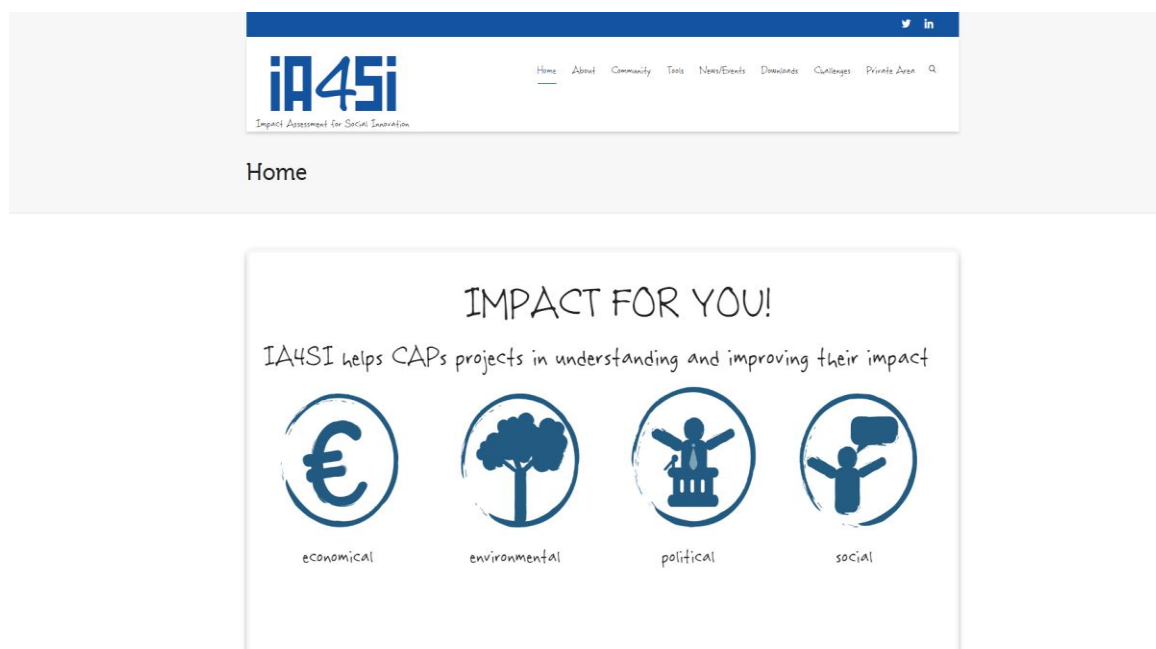 iA4Si
Impact Assessment for Social Innovation
Home About Community Tools News/Events Downloads Challenges Private Area
Home
IMPACT FOR YOU!
IA4SI helps CAPs projects in understanding and improving their impact
economical environmental political social